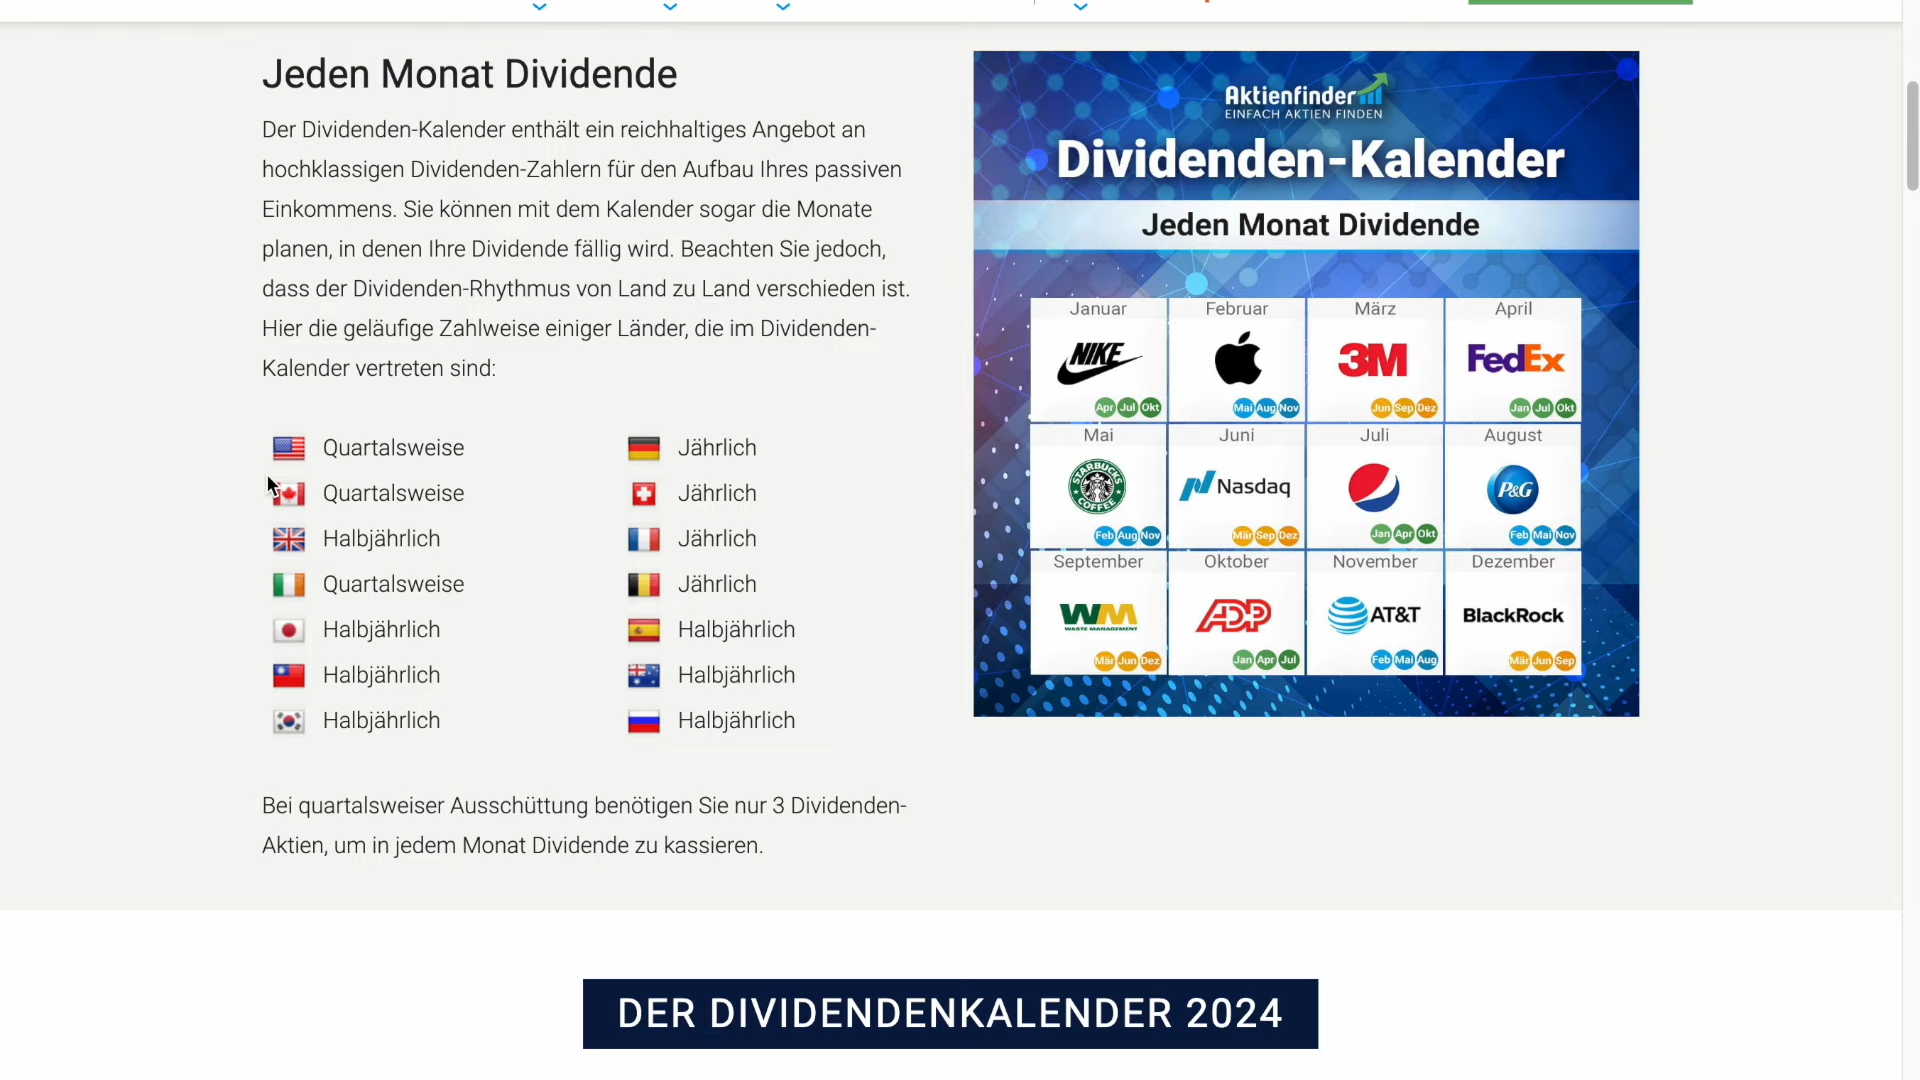 Jeden Monat Dividende
Der Dividenden-Kalender enthält ein reichhaltiges Angebot an
hochklassigen Dividenden-Zahlern für den Aufbau Ihres passiven
Einkommens. Sie können mit dem Kalender sogar die Monate
planen, in denen Ihre Dividende fällig wird. Beachten Sie jedoch,
dass der Dividenden-Rhythmus von Land zu Land verschieden ist.
Hier die geläufige Zahlweise einiger Länder, die im Dividenden-
Kalender vertreten sind:
Quartalsweise Jährlich
Quartalsweise Jährlich
Halbjährlich Jährlich
Quartalsweise Jährlich
Halbjährlich Halbjährlich
Halbjährlich Halbjährlich
Halbjährlich Halbjährlich
Bei quartalsweiser Ausschüttung benötigen Sie nur 3 Dividenden-
Aktien, um in jedem Monat Dividende zu kassieren.
Aktienfinder
EINFACH AKTIEN FINDEN
Dividenden-Kalender
Jeden Monat Dividende
Januar Februar März April
NIKE 3M FedEx
Apr Jul Okt Mai Aug Nov Jun Sep Dez Jan Jul Okt
Mai Juni Juli August
STARBUCKS COFFEE Nasdaq P&G
Feb Aug Nov Mär Sep Dez Jan Apr Okt Feb Mai Nov
September Oktober November Dezember
WM ADP AT&T BlackRock
WASTE MANAGEMENT
Mär Jun Dez Jan Apr Jul Feb Mai Aug Mär Jun Sep
DER DIVIDENDENKALENDER 2024